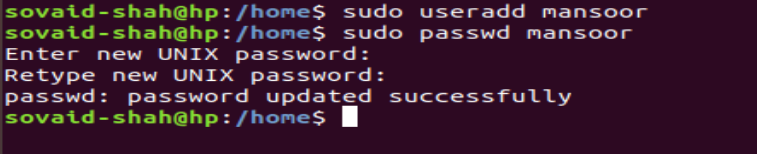 sovaid-shah@hp:/home$ sudo useradd mansoor
sovaid-shah@hp:/home$ sudo passwd mansoor
Enter new UNIX password:
Retype new UNIX password:
passwd: password updated successfully
sovaid-shah@hp:/home$